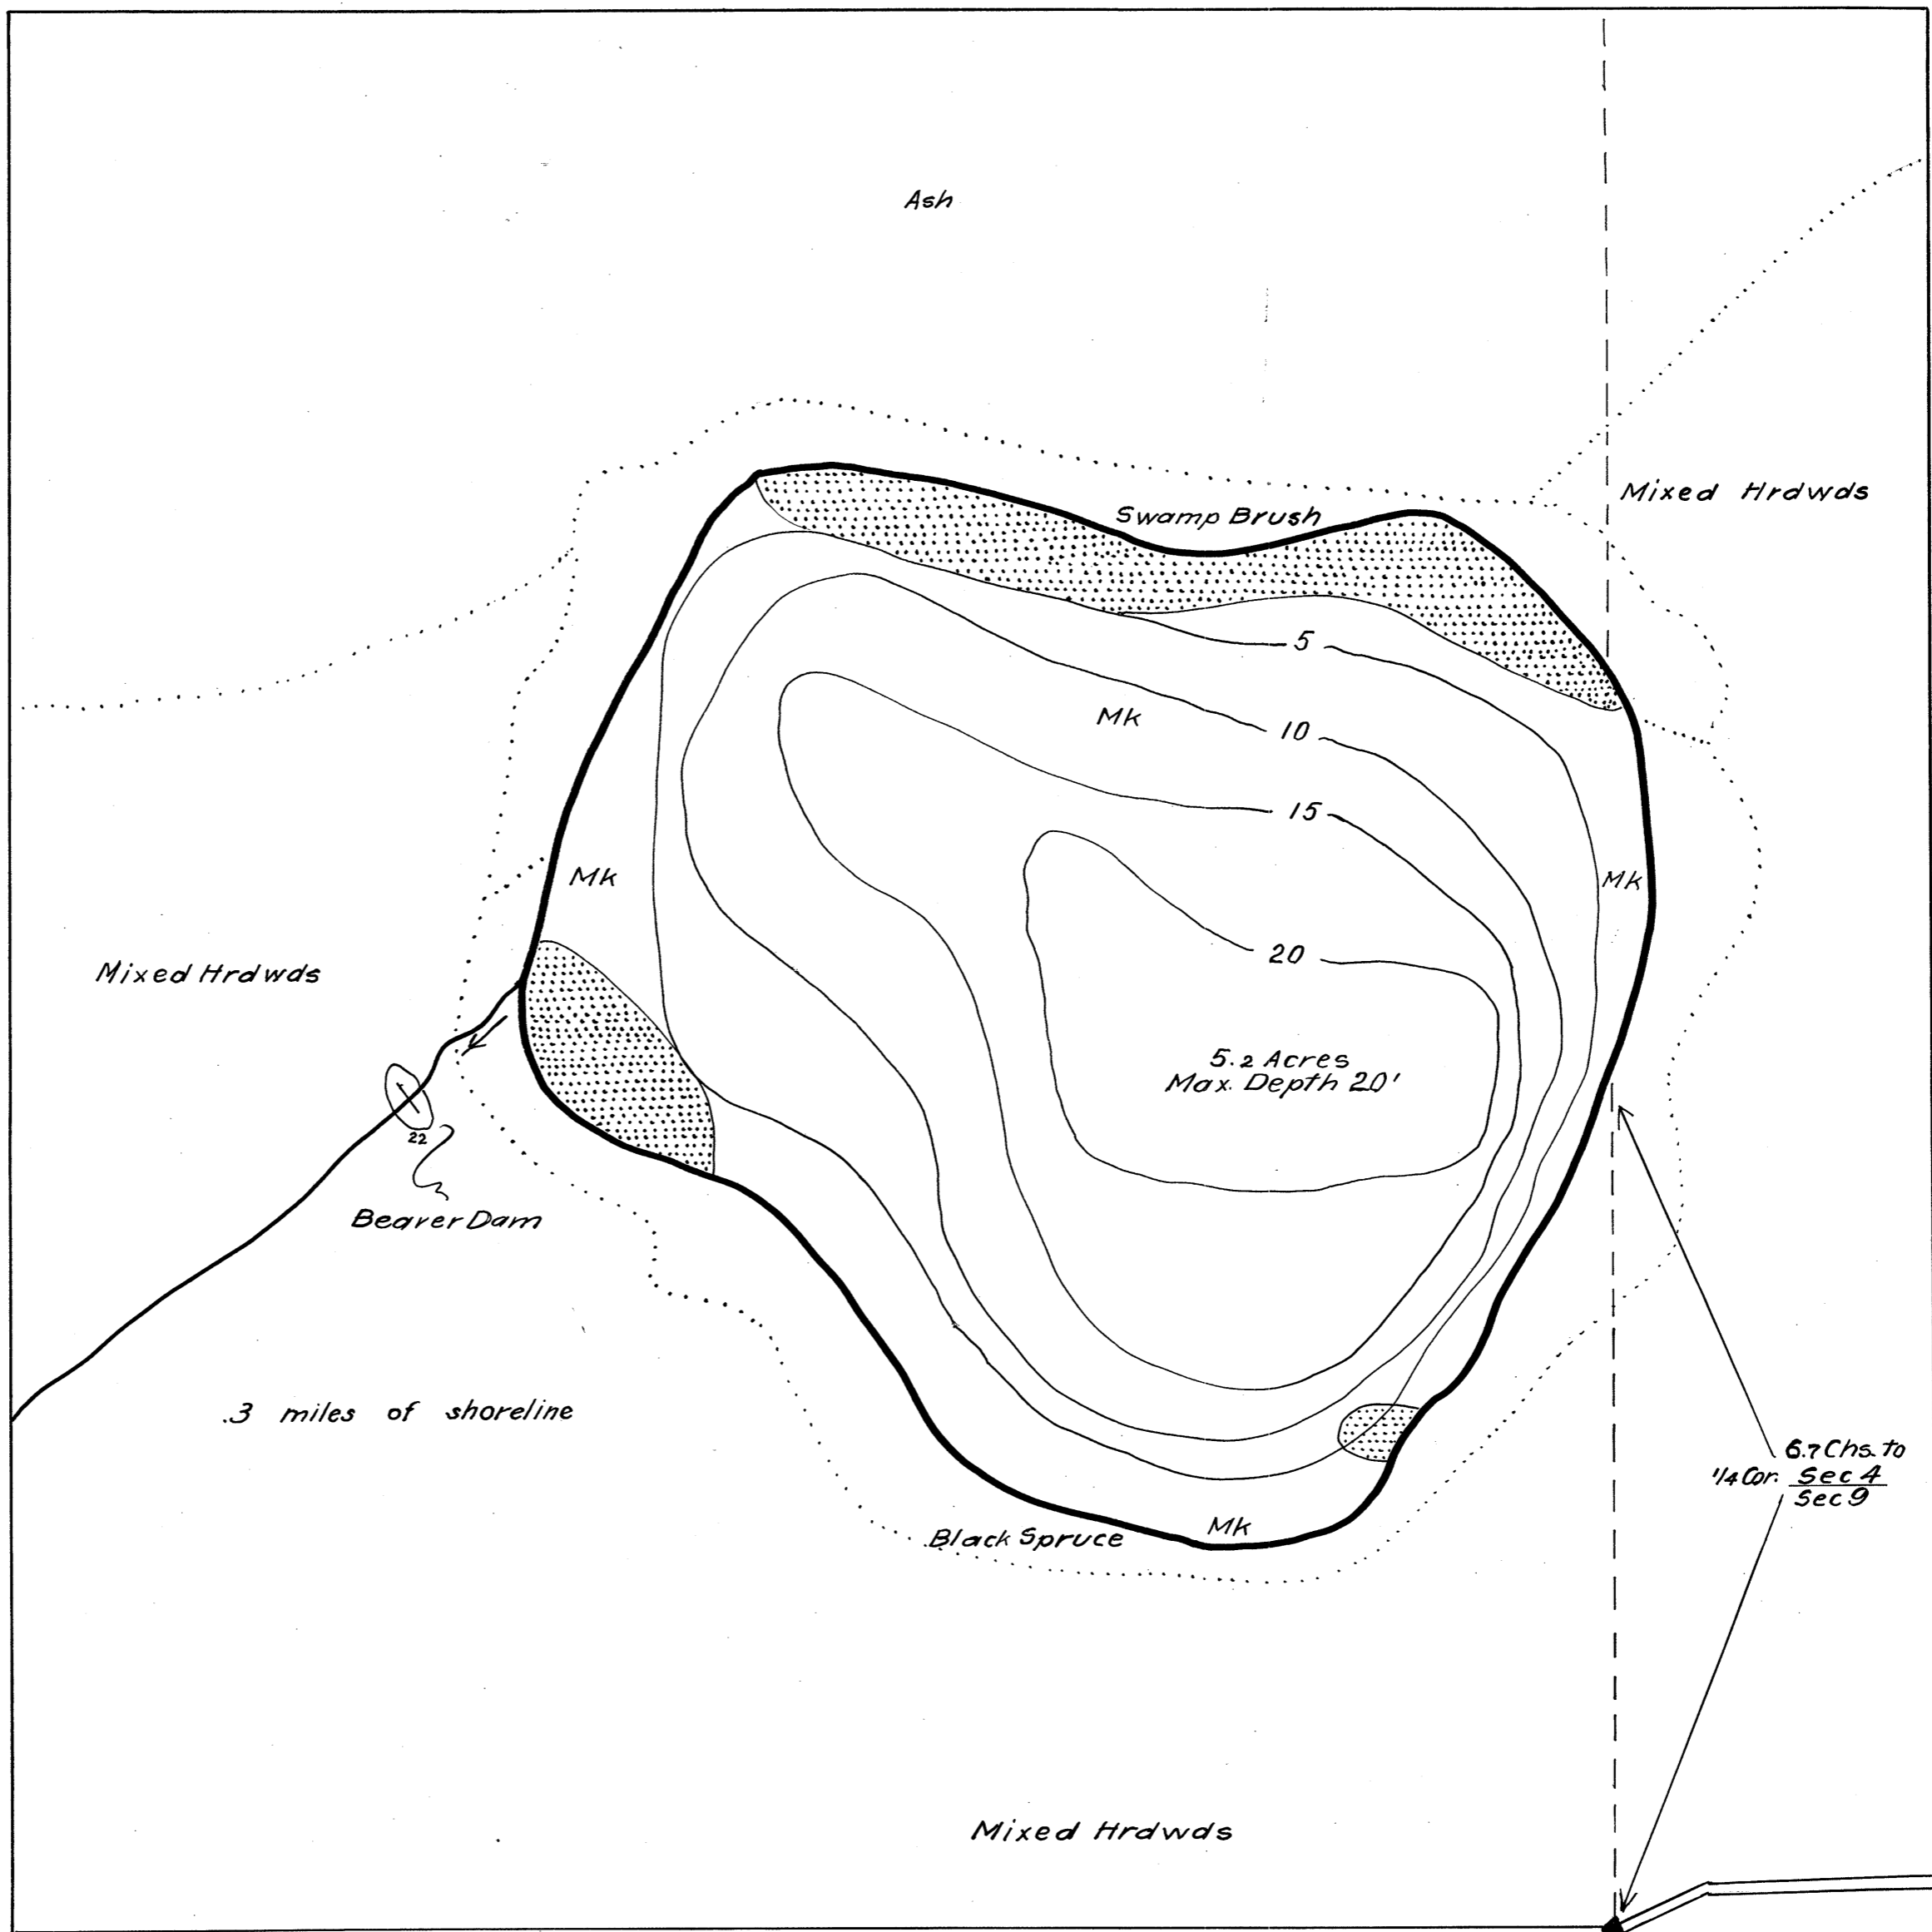 Ash
Mixed Hrdwds
Swamp Brush
5
Mk
10
15
Mk
Mk
20
Mixed Hrdwds
5.2 Acres
Max. Depth 20'
22
Beaver Dam
.3 miles of shoreline
6.7 Chs. to
1/4 Cor. Sec 4
Sec 9
Mk
Black Spruce
Mixed Hrdwds